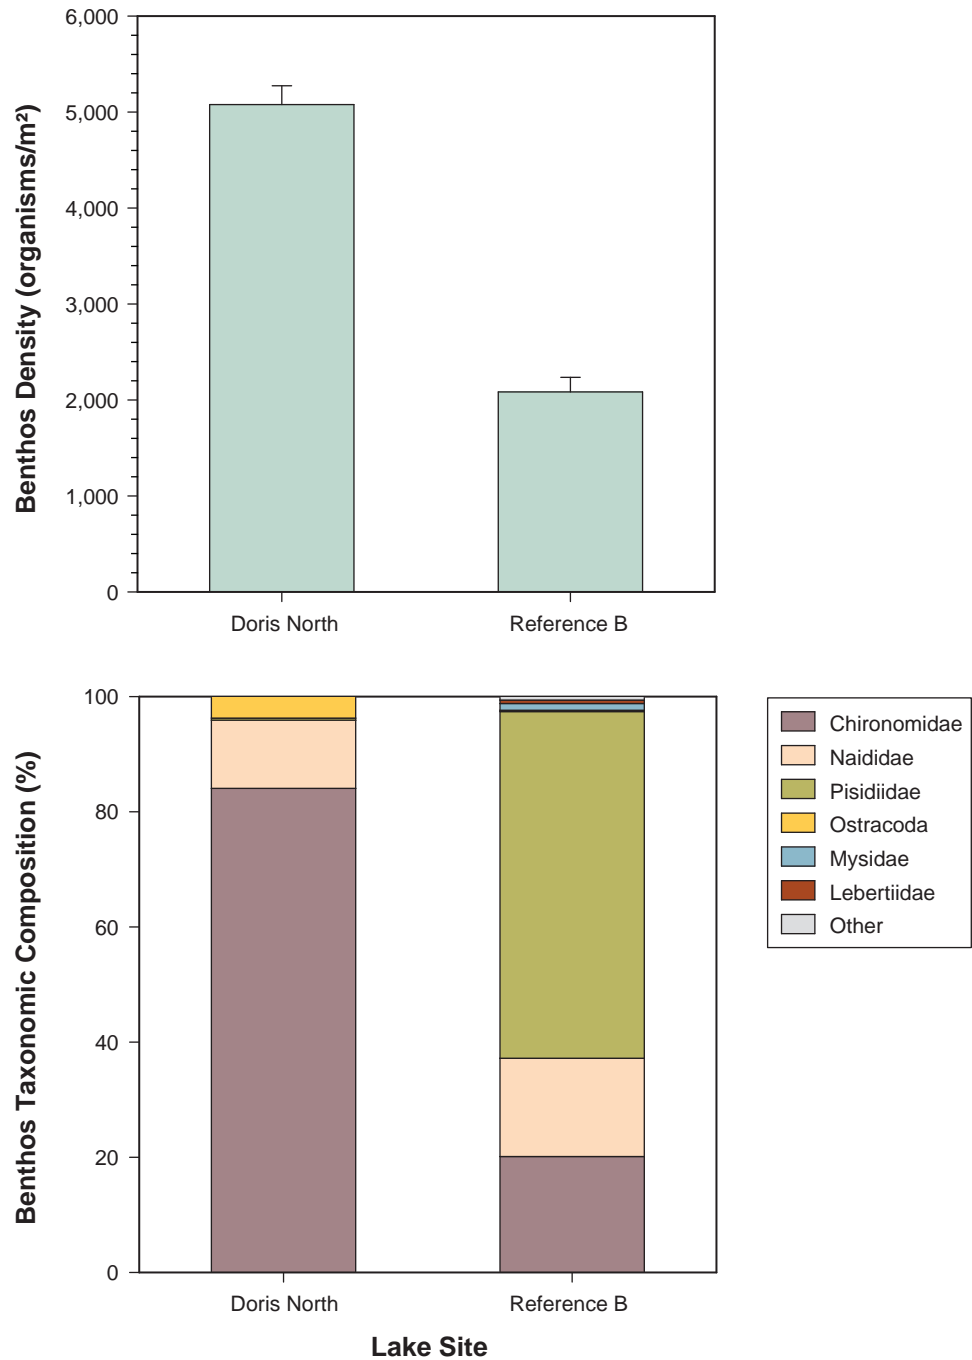 Benthos Density (organisms/m²)
6,000
5,000
4,000
3,000
2,000
1,000
0
Doris North
Reference B
Benthos Taxonomic Composition (%)
100
80
60
40
20
0
Doris North
Reference B
Lake Site
Chironomidae
Naididae
Pisidiidae
Ostracoda
Mysidae
Lebertiidae
Other